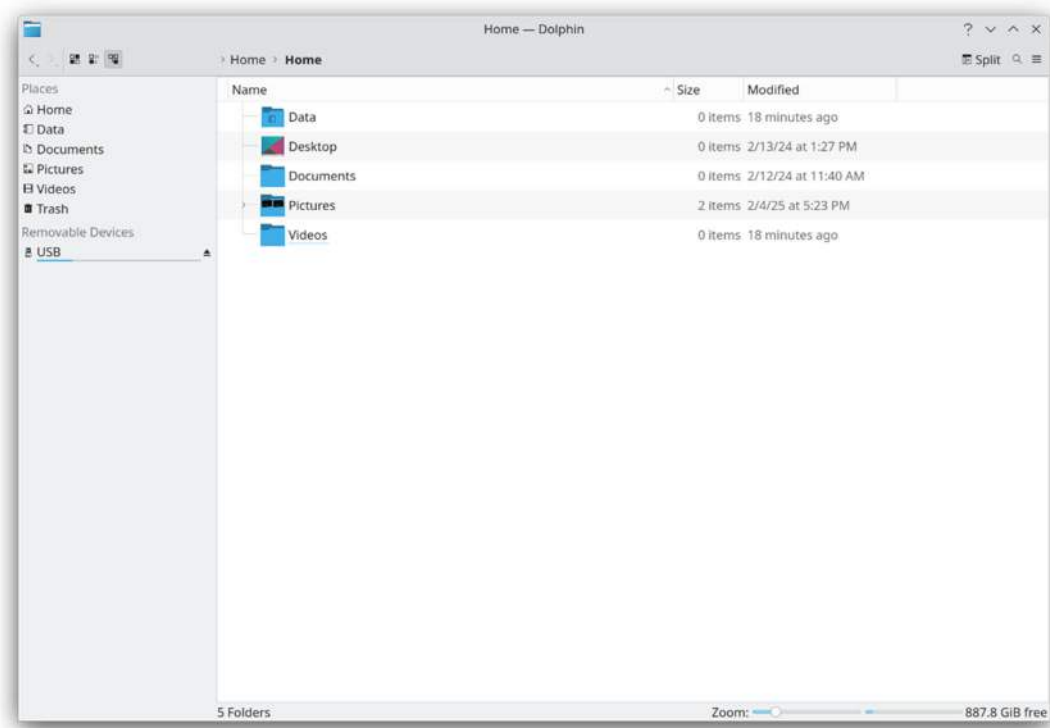 Home — Dolphin
Home > Home
Split
Places
Home
Data
Documents
Pictures
Videos
Trash
Removable Devices
USB
Name Size Modified
Data 0 items 18 minutes ago
Desktop 0 items 2/13/24 at 1:27 PM
Documents 0 items 2/12/24 at 11:40 AM
Pictures 2 items 2/4/25 at 5:23 PM
Videos 0 items 18 minutes ago
5 Folders
Zoom:
887.8 GiB free